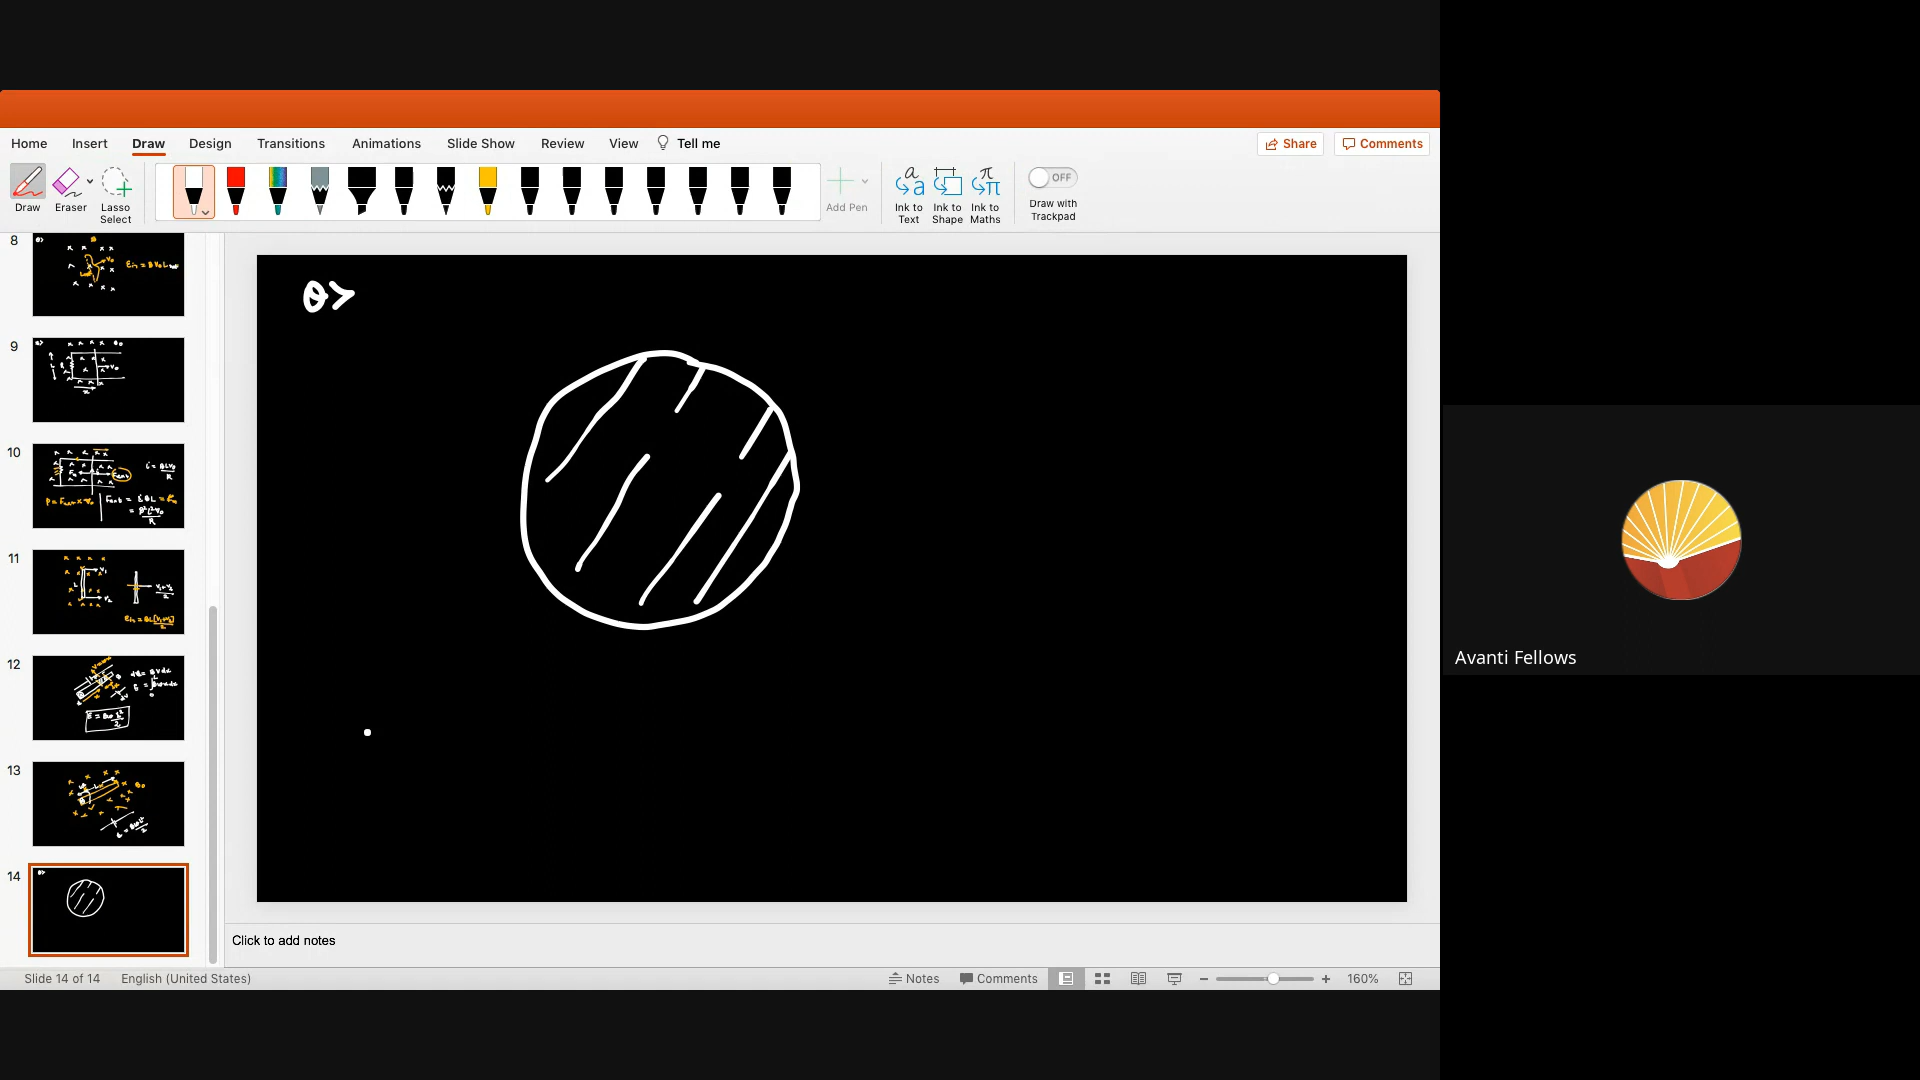 Home Insert Draw Design Transitions Animations Slide Show Review View Tell me Share Comments
Draw Eraser Lasso Select Add Pen Ink to Text Ink to Shape Ink to Maths OFF Draw with Trackpad
8
9
10
11
12
13
14
Q>
Avanti Fellows
Click to add notes
Slide 14 of 14 English (United States) Notes Comments 160%